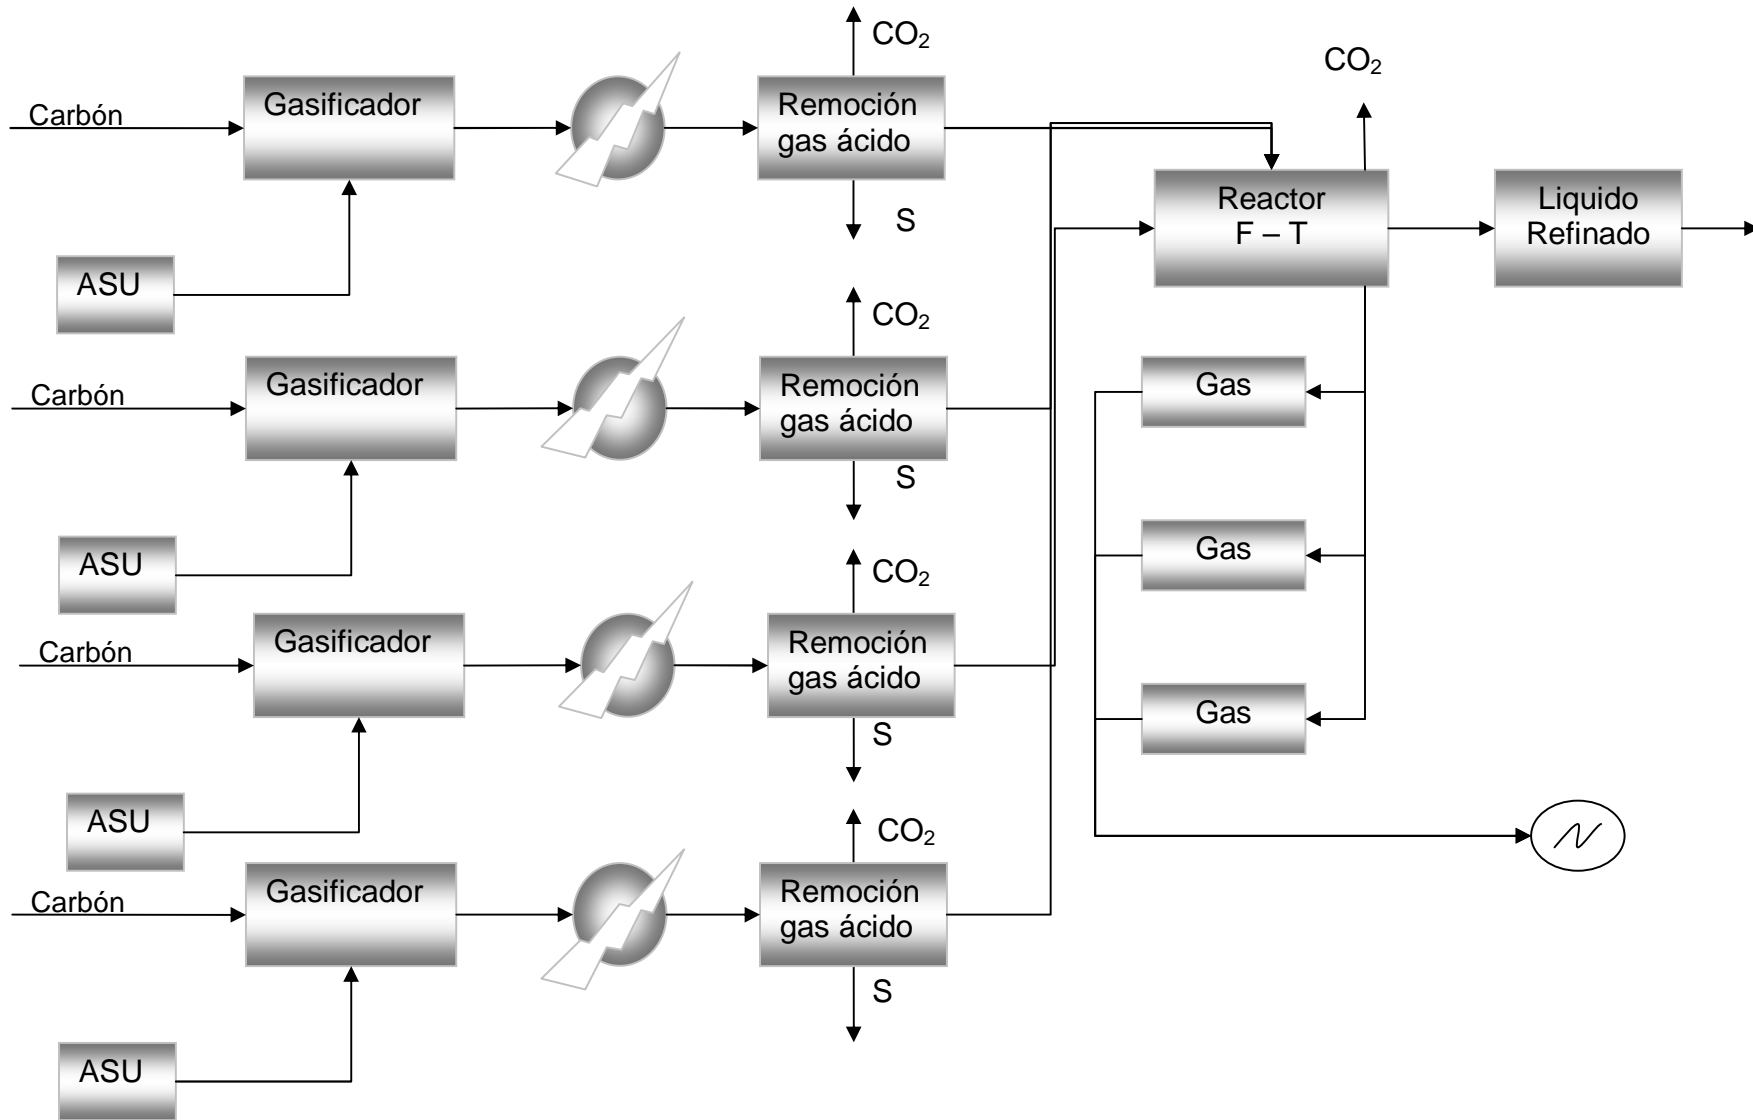 CO₂
Carbón
Gasificador
Remoción
gas ácido
S
ASU
CO₂
Reactor
F – T
Liquido
Refinado
CO₂
Carbón
Gasificador
Remoción
gas ácido
S
ASU
Gas
Gas
Gas
CO₂
Carbón
Gasificador
Remoción
gas ácido
S
ASU
CO₂
Carbón
Gasificador
Remoción
gas ácido
S
ASU